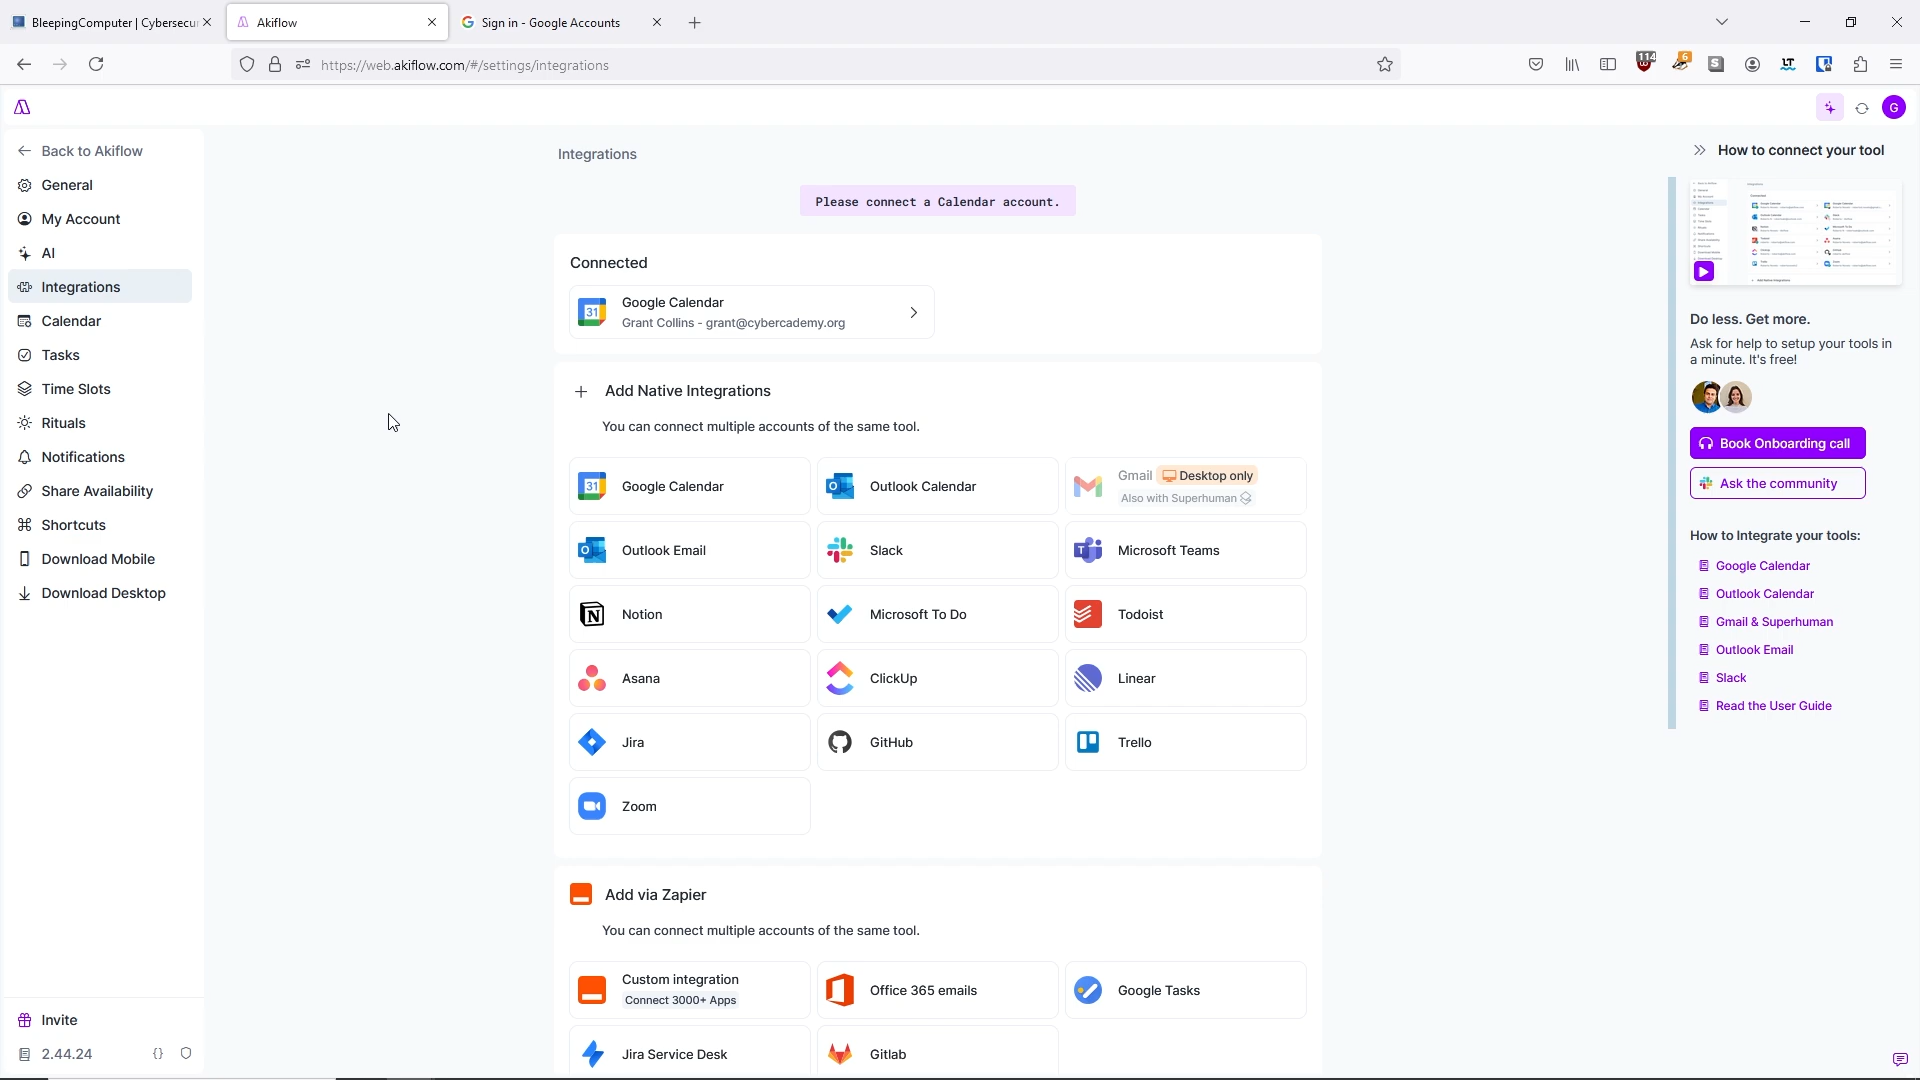 BleepingComputer | Cybersecur
Akiflow
Sign in - Google Accounts
https://web.akiflow.com/#/settings/integrations
114
6
G
Back to Akiflow
General
My Account
AI
Integrations
Calendar
Tasks
Time Slots
Rituals
Notifications
Share Availability
Shortcuts
Download Mobile
Download Desktop
Invite
2.44.24
{}
Integrations
Please connect a Calendar account.
Connected
31
Google Calendar
Grant Collins - grant@cybercademy.org
Add Native Integrations
You can connect multiple accounts of the same tool.
31
Google Calendar
Outlook Calendar
Gmail
Desktop only
Also with Superhuman
Outlook Email
Slack
Microsoft Teams
Notion
Microsoft To Do
Todoist
Asana
ClickUp
Linear
Jira
GitHub
Trello
Zoom
Add via Zapier
You can connect multiple accounts of the same tool.
Custom integration
Connect 3000+ Apps
Office 365 emails
Google Tasks
Jira Service Desk
Gitlab
How to connect your tool
Do less. Get more.
Ask for help to setup your tools in
a minute. It's free!
Book Onboarding call
Ask the community
How to Integrate your tools:
Google Calendar
Outlook Calendar
Gmail & Superhuman
Outlook Email
Slack
Read the User Guide